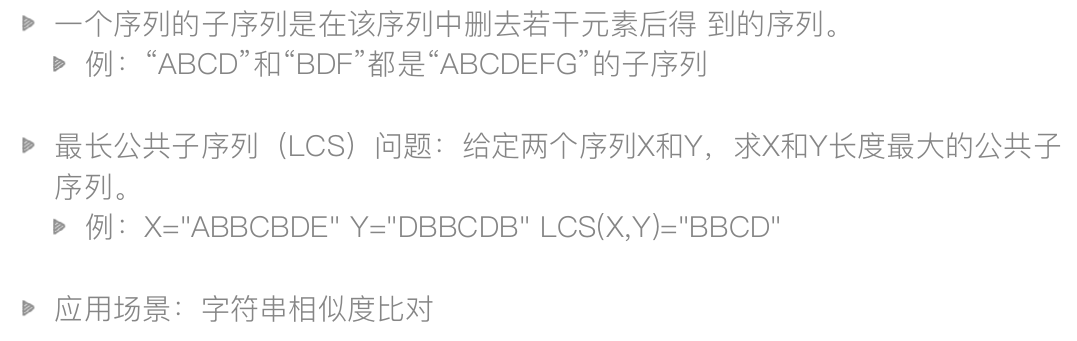 一个序列的子序列是在该序列中删去若干元素后得 到的序列。
例：“ABCD”和“BDF”都是“ABCDEFG”的子序列
最长公共子序列（LCS）问题：给定两个序列X和Y，求X和Y长度最大的公共子
序列。
例：X="ABBCBDE" Y="DBBCDB" LCS(X,Y)="BBCD"
应用场景：字符串相似度比对